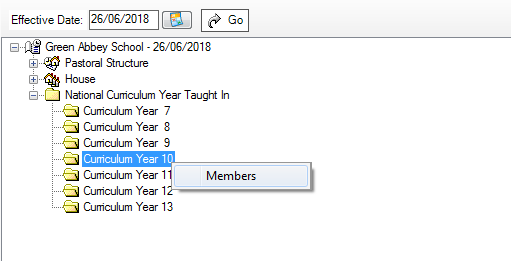 Effective Date: 26/06/2018 Go
Green Abbey School - 26/06/2018
Pastoral Structure
House
National Curriculum Year Taught In
Curriculum Year 7
Curriculum Year 8
Curriculum Year 9
Curriculum Year 10
Curriculum Year 11
Members
Curriculum Year 12
Curriculum Year 13